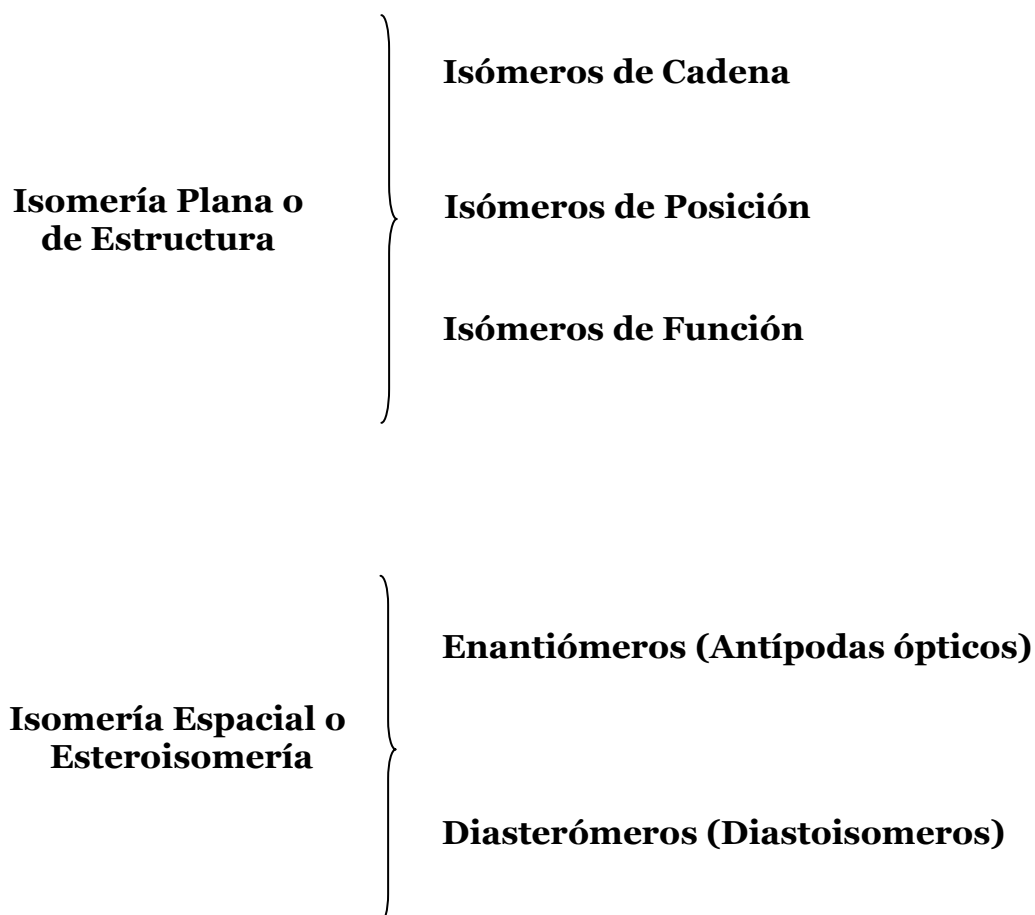 Isomería Plana o
de Estructura
Isómeros de Cadena
Isómeros de Posición
Isómeros de Función
Isomería Espacial o
Esteroisomería
Enantiómeros (Antípodas ópticos)
Diasterómeros (Diastoisomeros)